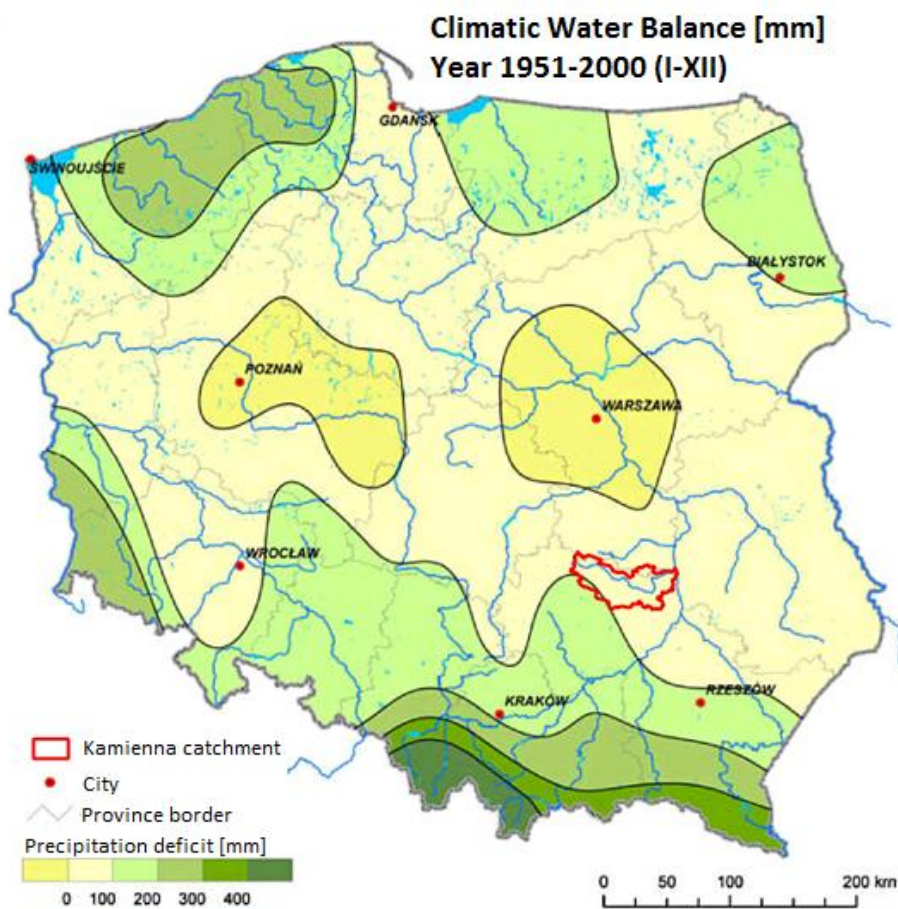 Climatic Water Balance [mm]
Year 1951-2000 (I-XII)
GDAŃSK
ŚWINOUJŚCIE
BIAŁYSTOK
POZNAŃ
WARSZAWA
WROCŁAW
KRAKÓW
RZESZÓW
Kamienna catchment
City
Province border
Precipitation deficit [mm]
0 100 200 300 400
0 50 100 200 km